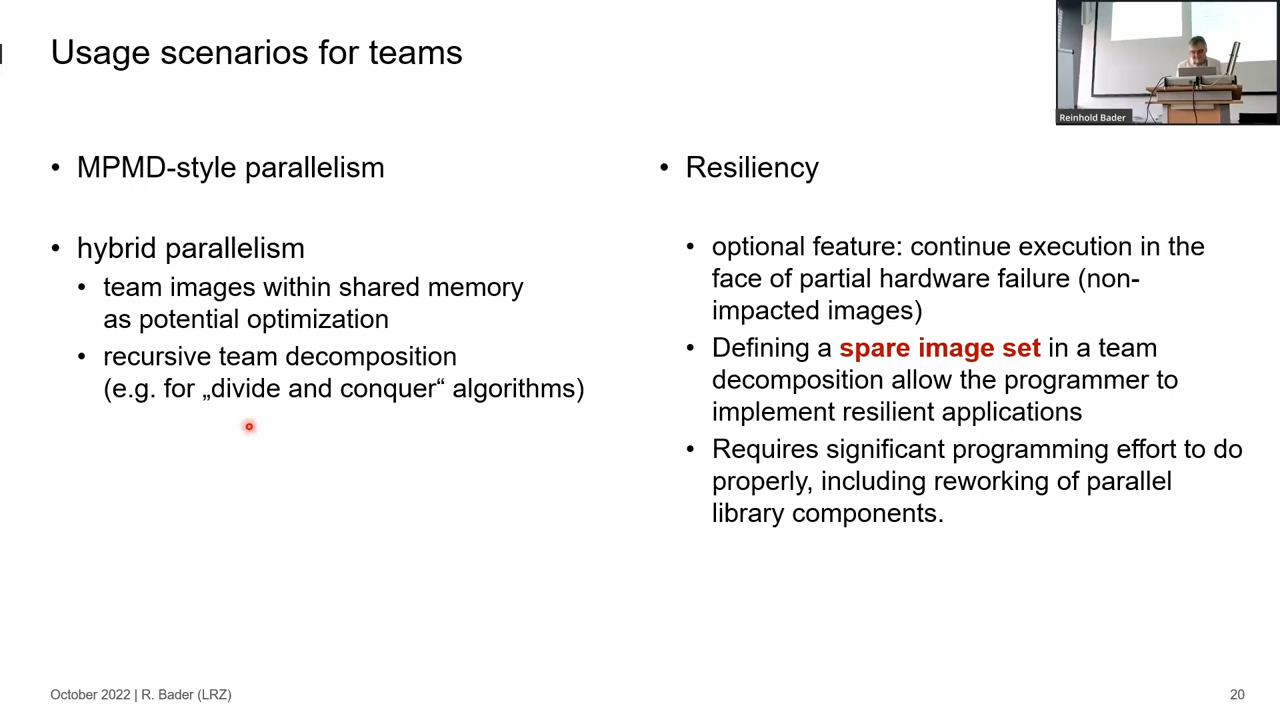 Usage scenarios for teams
Reinhold Bader
• MPMD-style parallelism
• hybrid parallelism
• team images within shared memory
as potential optimization
• recursive team decomposition
(e.g. for „divide and conquer“ algorithms)
• Resiliency
• optional feature: continue execution in the
face of partial hardware failure (non-
impacted images)
• Defining a spare image set in a team
decomposition allow the programmer to
implement resilient applications
• Requires significant programming effort to do
properly, including reworking of parallel
library components.
October 2022 | R. Bader (LRZ)
20